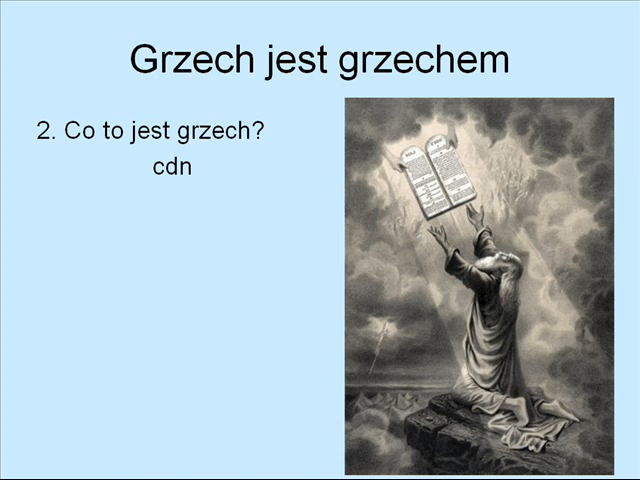 Grzech jest grzechem
2. Co to jest grzech?
cdn